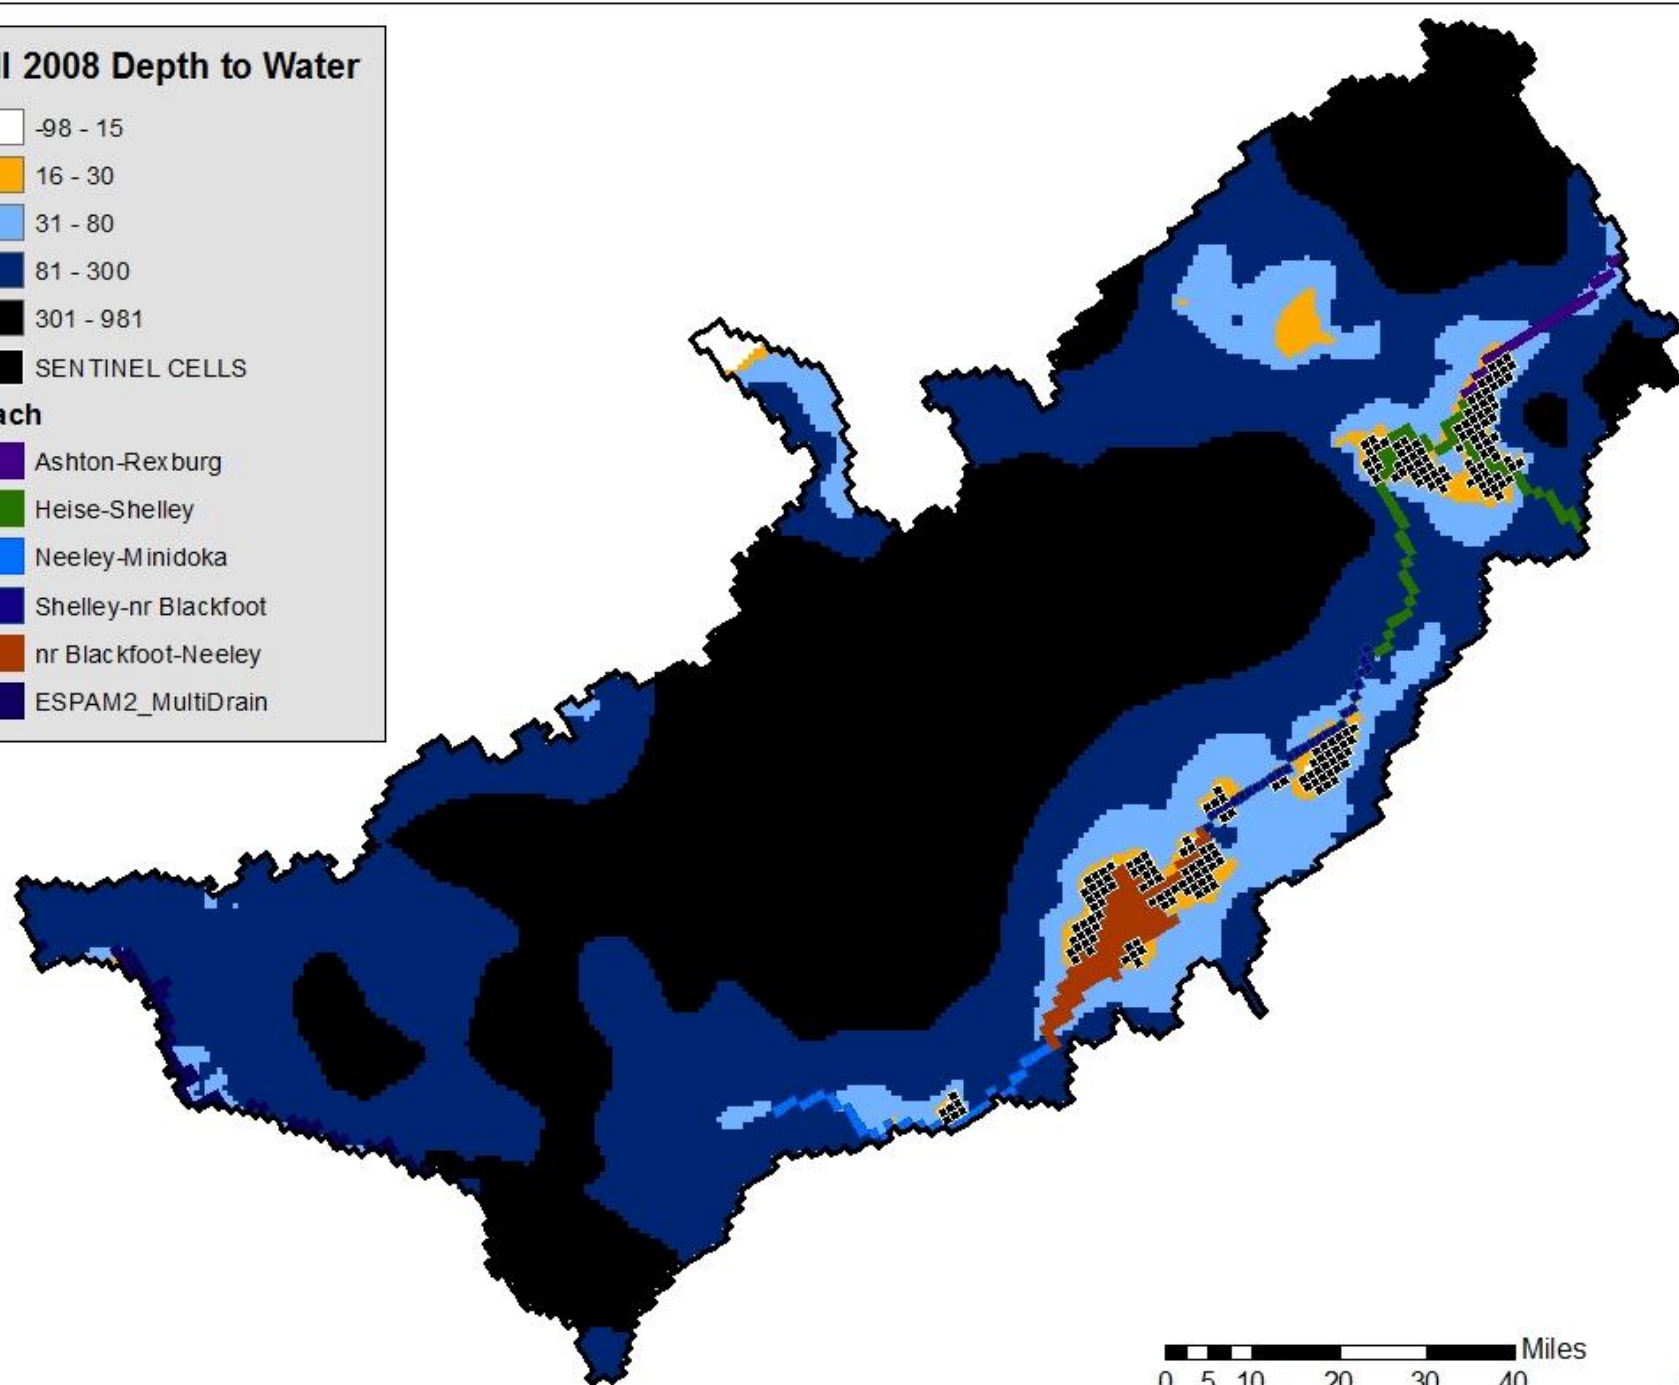 ll 2008 Depth to Water
-98 - 15
16 - 30
31 - 80
81 - 300
301 - 981
SENTINEL CELLS
ach
Ashton-Rexburg
Heise-Shelley
Neeley-Minidoka
Shelley-nr Blackfoot
nr Blackfoot-Neeley
ESPAM2_MultiDrain
Miles
0 5 10 20 30 40